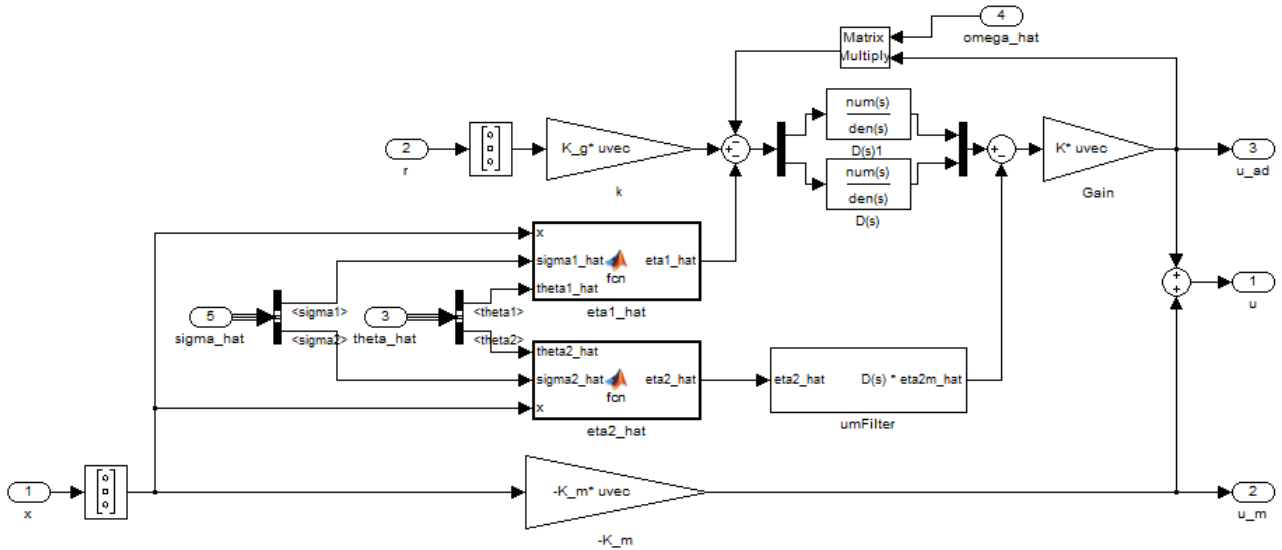 4
omega_hat
Matrix
Multiply
2
r
K_g* uvec
k
+
−
−
num(s)
den(s)
D(s)1
num(s)
den(s)
D(s)
+
−
K* uvec
Gain
3
u_ad
x
sigma1_hat
theta1_hat
fcn
eta1_hat
eta1_hat
5
sigma_hat
<sigma1>
<sigma2>
3
theta_hat
<theta1>
<theta2>
theta2_hat
sigma2_hat
x
fcn
eta2_hat
eta2_hat
eta2_hat
D(s) * eta2m_hat
umFilter
+
+
1
u
1
x
-K_m* uvec
-K_m
2
u_m